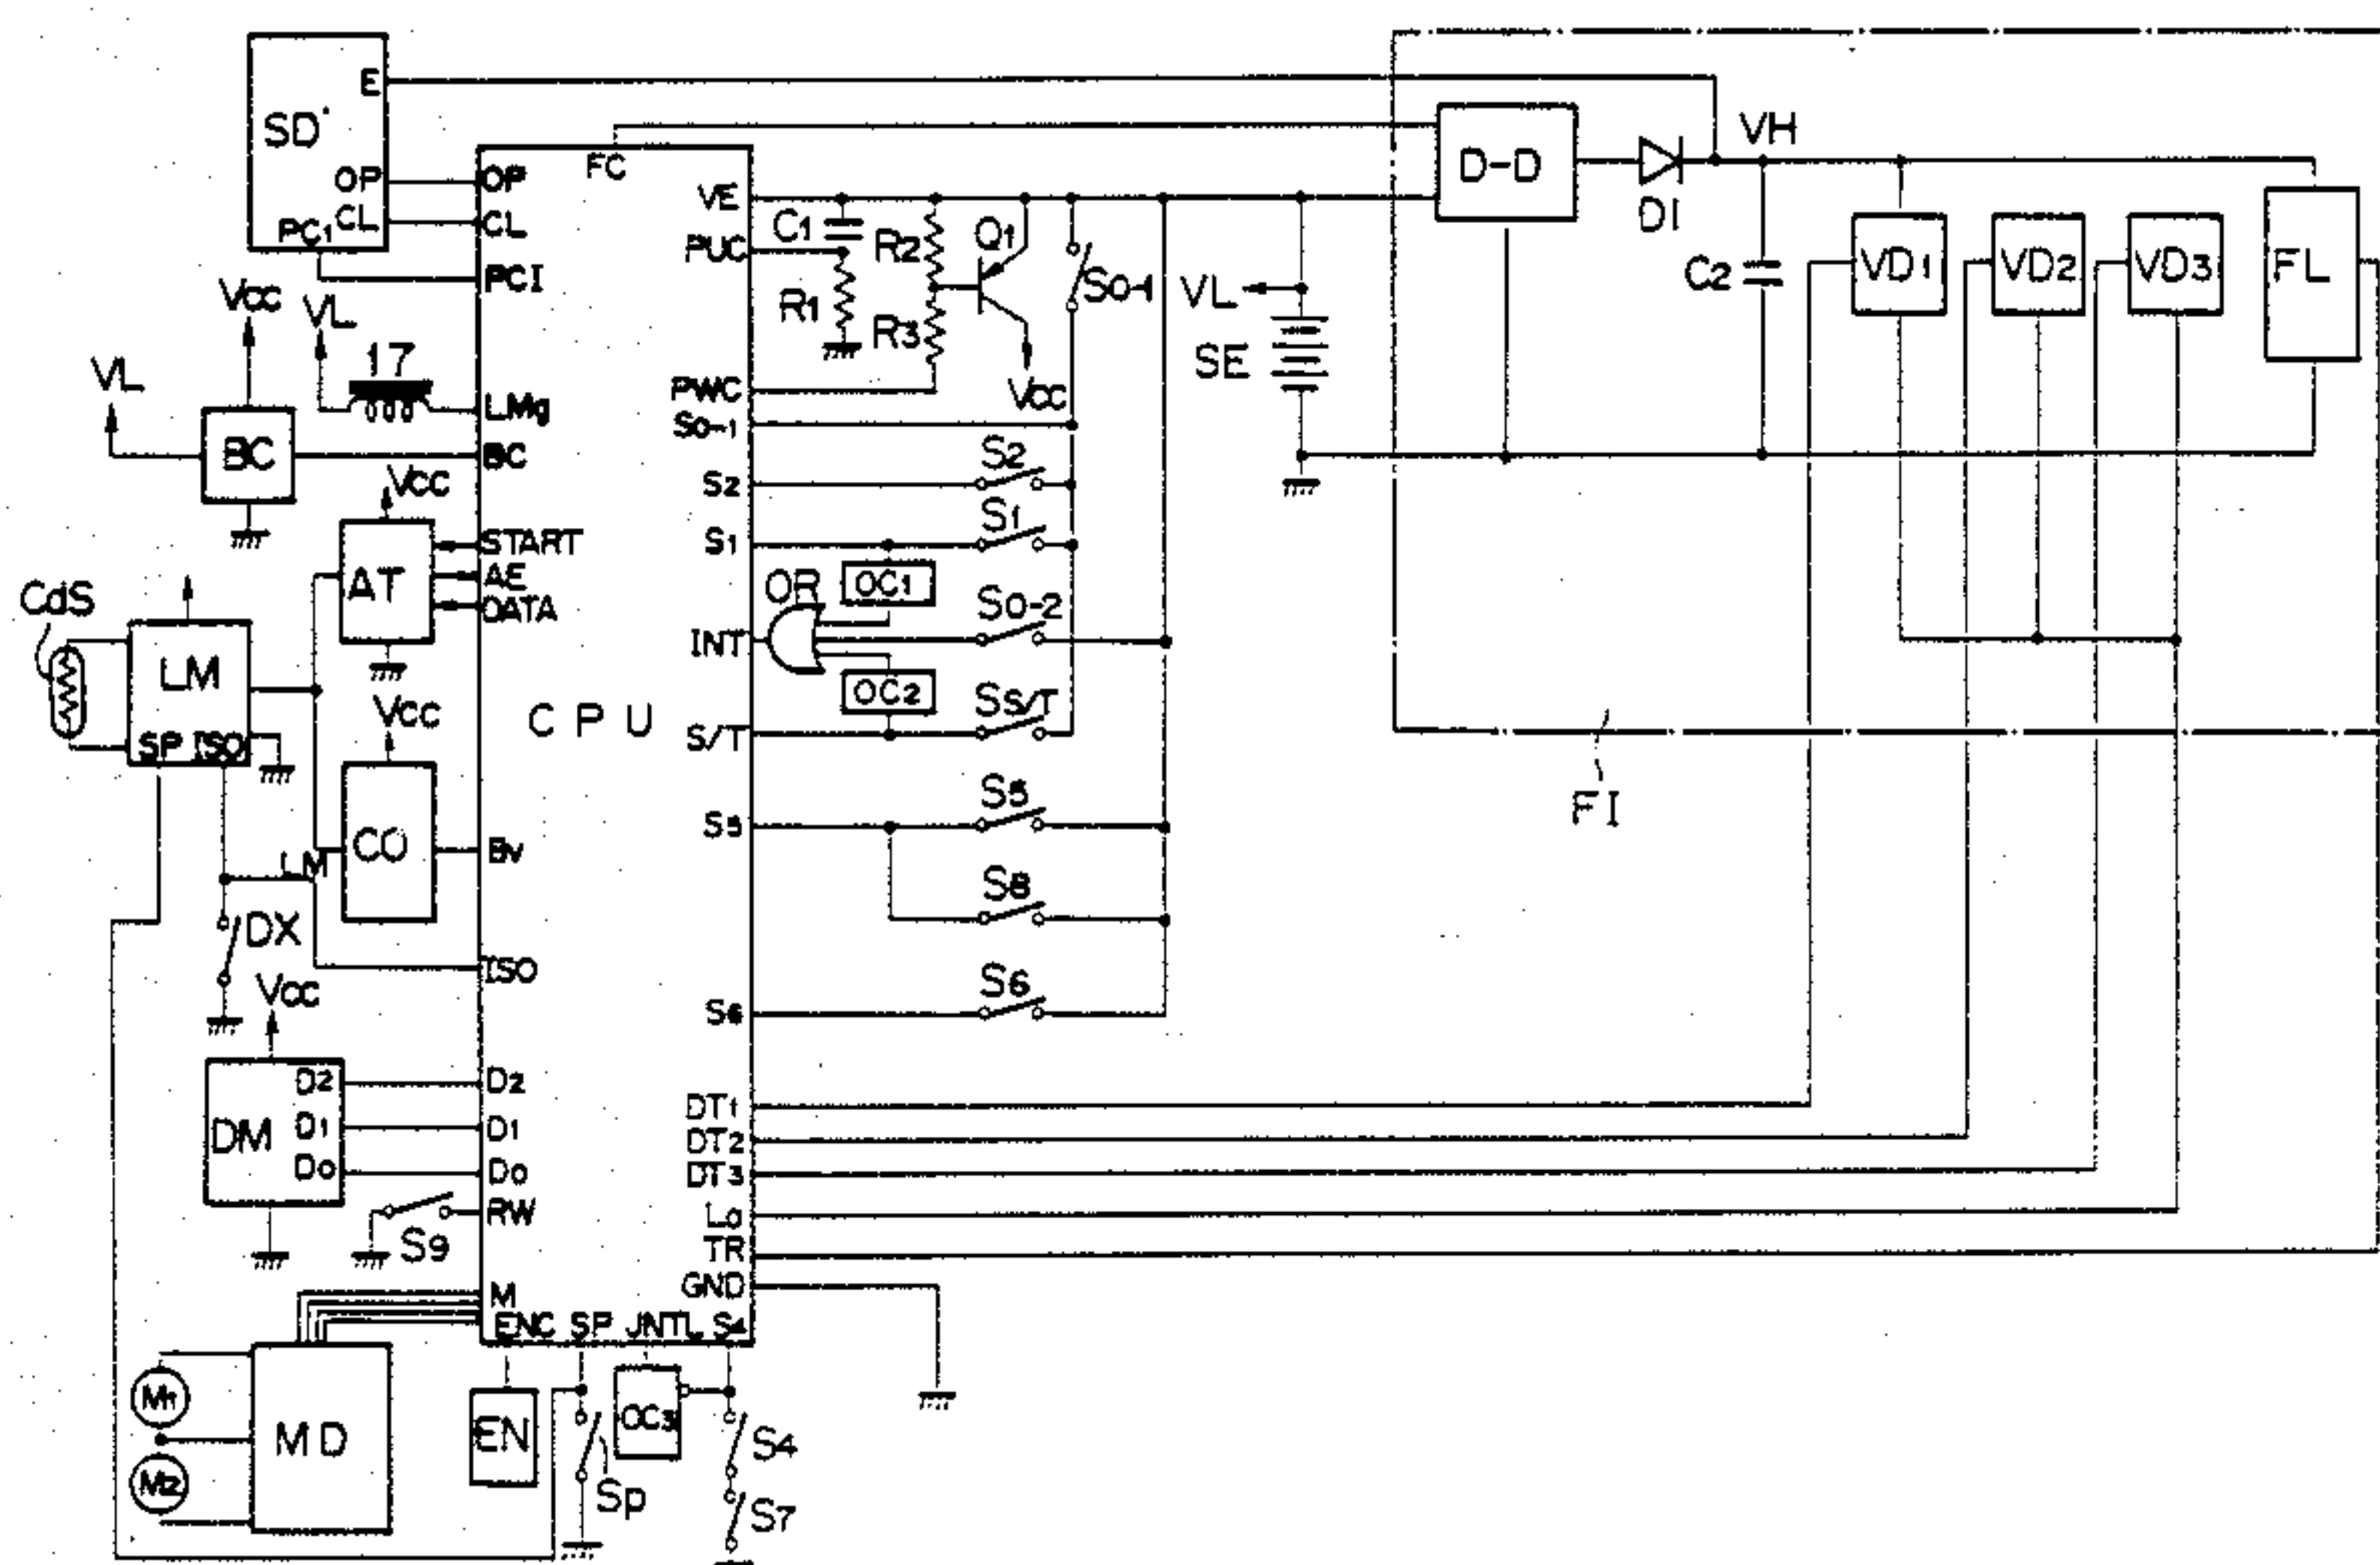 SD
E
OP
CL
PC1
OP
CL
PCI
FC
VE
PUC
C1
R1
R2
R3
Q1
So-1
VCC
PWC
So-1
VL
SE
D-D
DI
VH
C2
VD1
VD2
VD3
FL
VCC
VL
17
LMg
VL
BC
BC
S2
S2
S1
S1
VCC
AT
START
AE
DATA
OR
OC1
So-2
INT
OC2
SS/T
S/T
CdS
LM
SP ISO
VCC
CPU
CO
BV
LM
DX
ISO
S5
S5
S8
S6
S6
FI
VCC
DM
D2
D1
Do
D2
D1
Do
RW
S9
DT1
DT2
DT3
La
TR
GND
M
ENC SP INTL S4
M1
M2
MD
EN
Sp
OC3
S4
S7